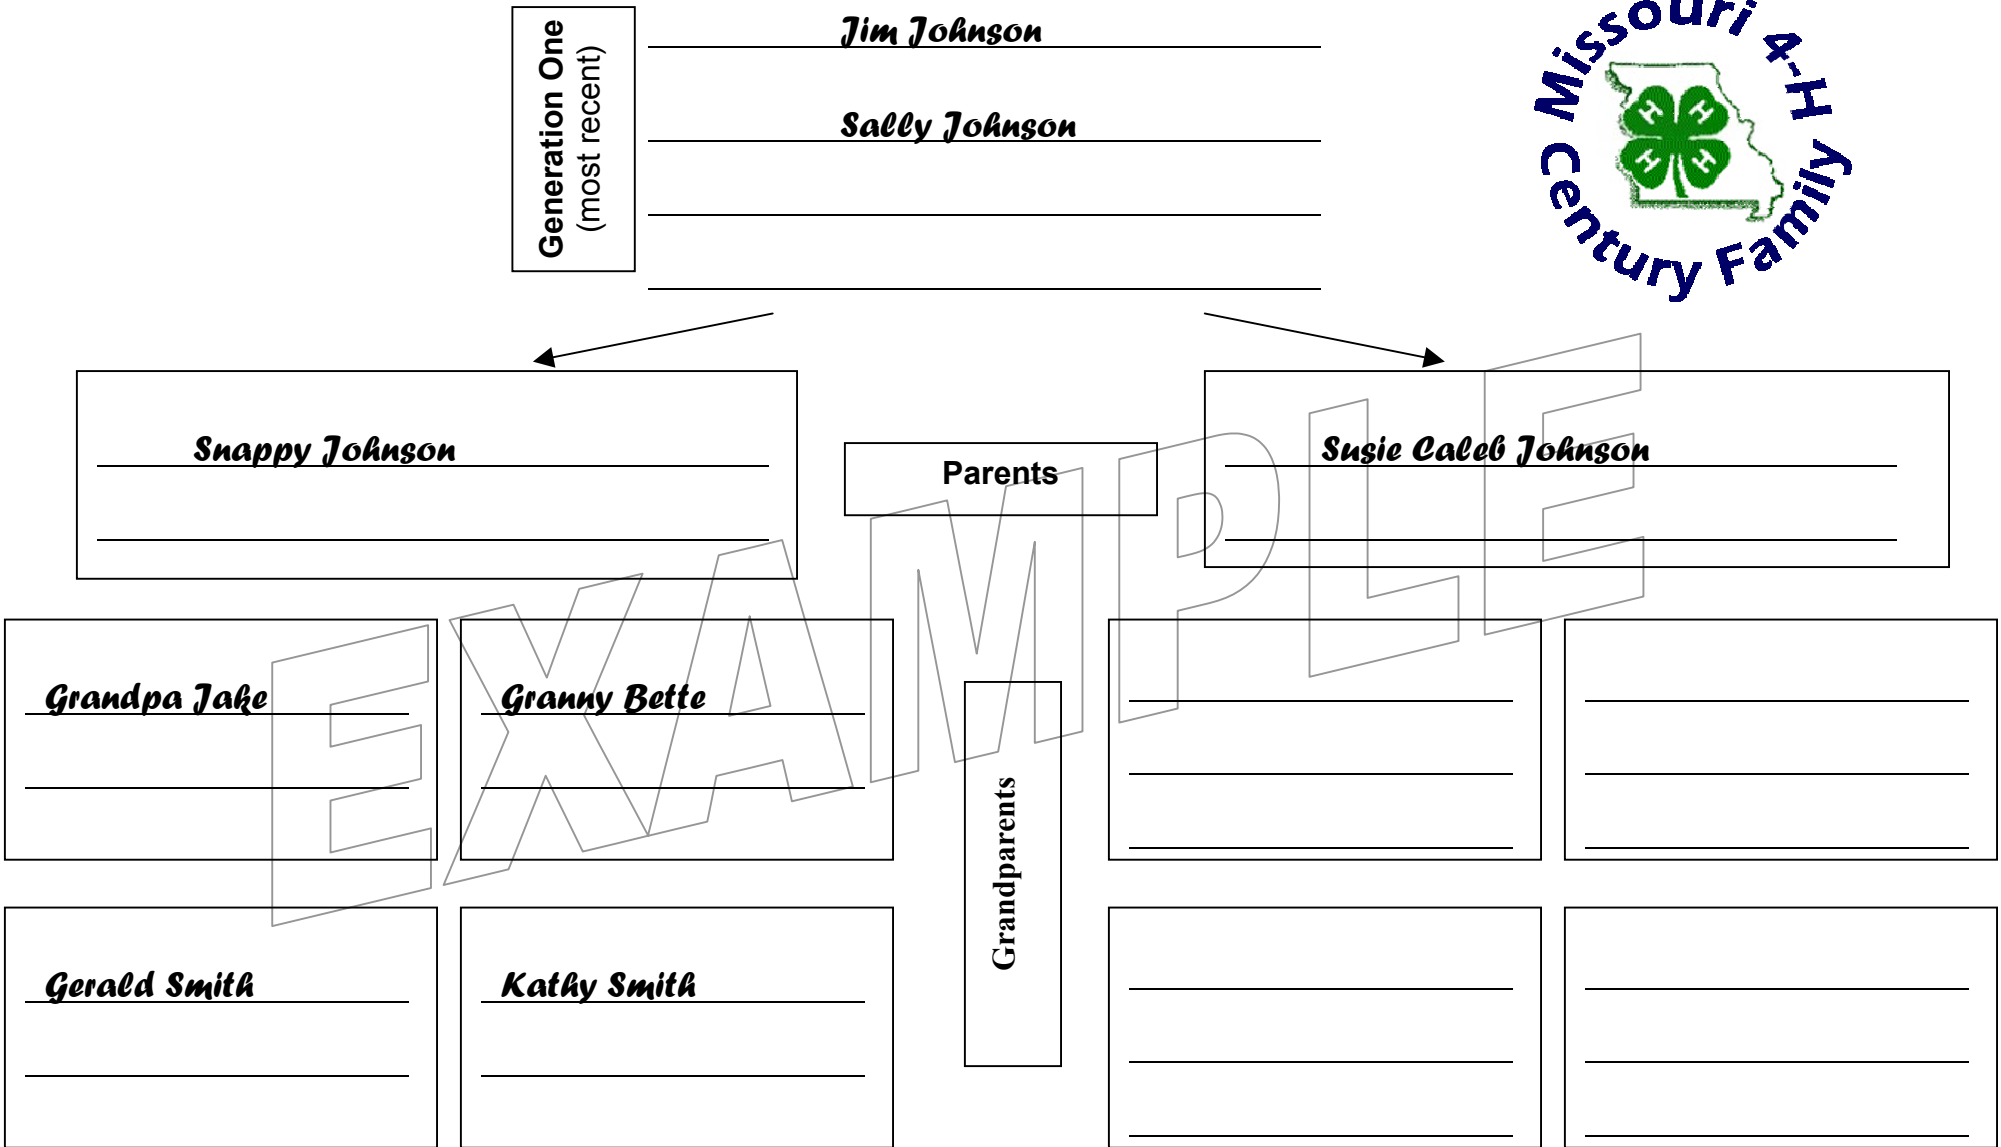 Generation One
(most recent)
Jim Johnson
Sally Johnson
Missouri 4-H
Century Family
H H
H H
Snappy Johnson
Parents
Susie Caleb Johnson
EXAMPLE
Grandpa Jake
Granny Bette
Grandparents
Gerald Smith
Kathy Smith